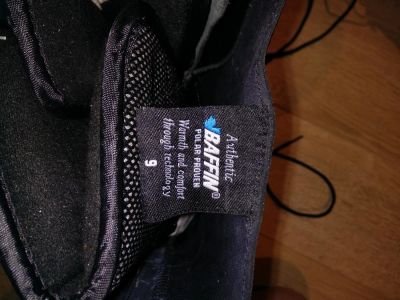 Authentic
BAFFIN®
POLAR PROVEN
Warmth and comfort
through technology
9